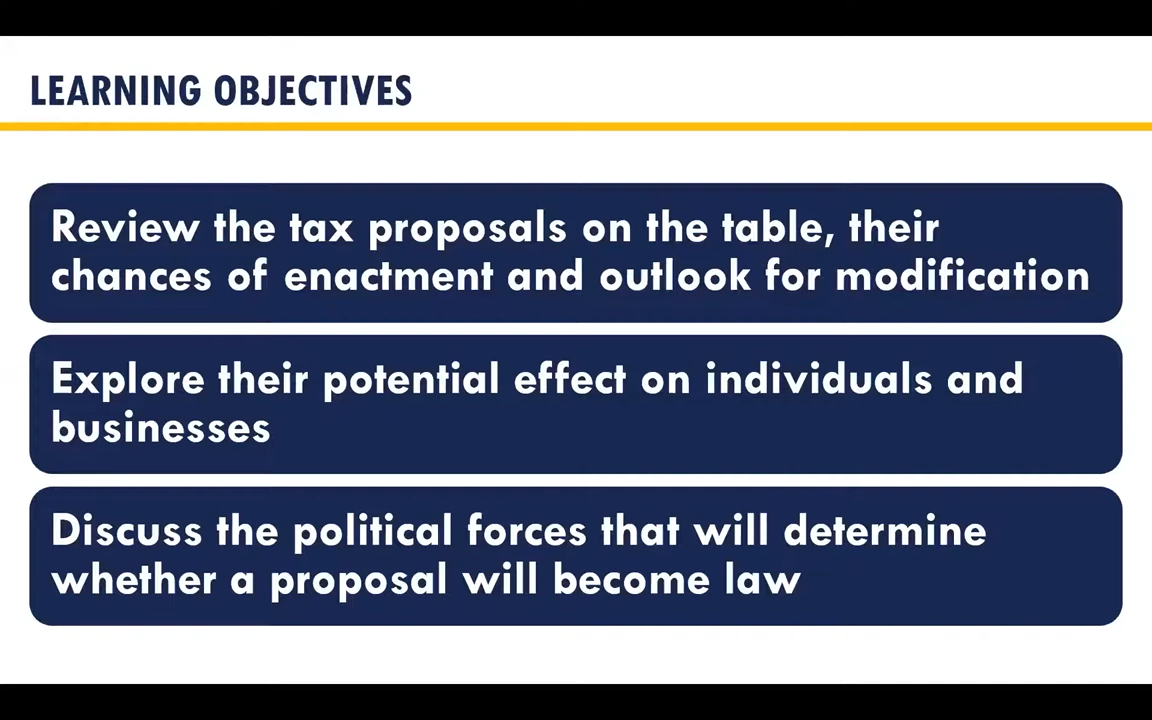 LEARNING OBJECTIVES
Review the tax proposals on the table, their
chances of enactment and outlook for modification
Explore their potential effect on individuals and
businesses
Discuss the political forces that will determine
whether a proposal will become law